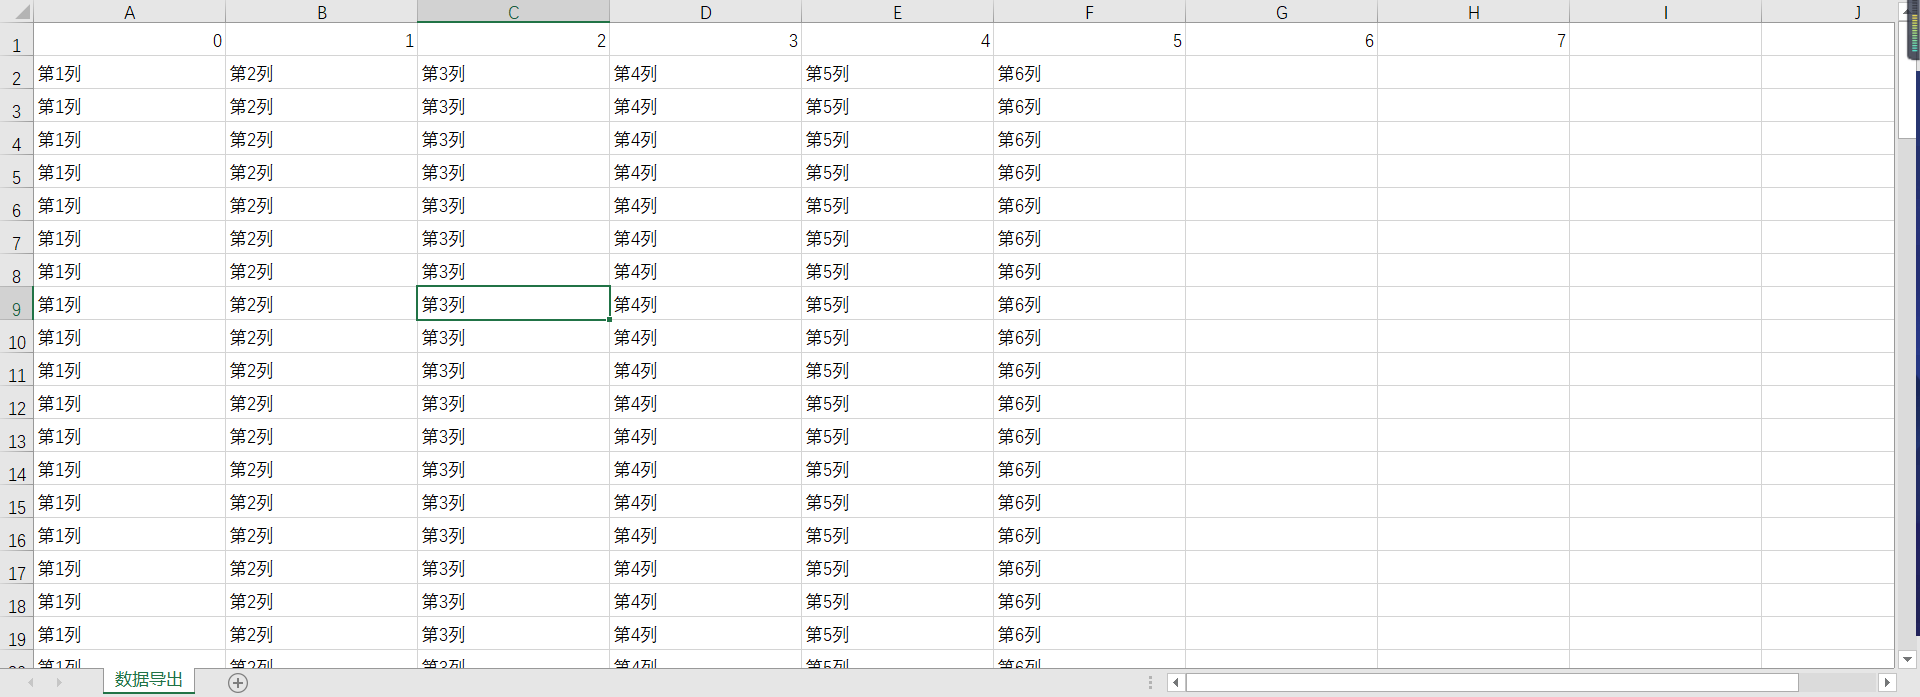 A B C D E F G H I J
1 0 1 2 3 4 5 6 7
2 第1列 第2列 第3列 第4列 第5列 第6列
3 第1列 第2列 第3列 第4列 第5列 第6列
4 第1列 第2列 第3列 第4列 第5列 第6列
5 第1列 第2列 第3列 第4列 第5列 第6列
6 第1列 第2列 第3列 第4列 第5列 第6列
7 第1列 第2列 第3列 第4列 第5列 第6列
8 第1列 第2列 第3列 第4列 第5列 第6列
9 第1列 第2列 第3列 第4列 第5列 第6列
10 第1列 第2列 第3列 第4列 第5列 第6列
11 第1列 第2列 第3列 第4列 第5列 第6列
12 第1列 第2列 第3列 第4列 第5列 第6列
13 第1列 第2列 第3列 第4列 第5列 第6列
14 第1列 第2列 第3列 第4列 第5列 第6列
15 第1列 第2列 第3列 第4列 第5列 第6列
16 第1列 第2列 第3列 第4列 第5列 第6列
17 第1列 第2列 第3列 第4列 第5列 第6列
18 第1列 第2列 第3列 第4列 第5列 第6列
19 第1列 第2列 第3列 第4列 第5列 第6列
第1列 第2列 第3列 第4列 第5列 第6列
数据导出